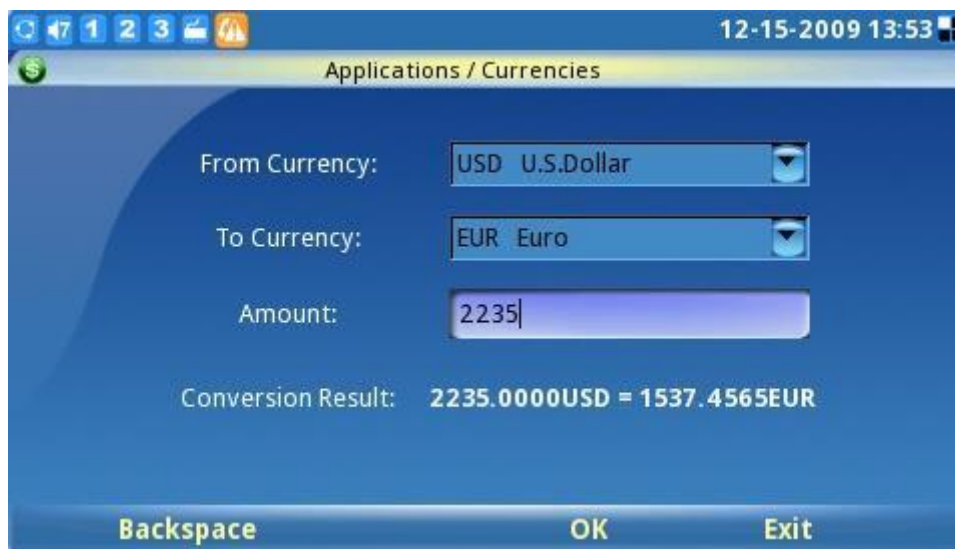 7 1 2 3 12-15-2009 13:53
$ Applications / Currencies
From Currency: USD U.S.Dollar
To Currency: EUR Euro
Amount: 2235
Conversion Result: 2235.0000USD = 1537.4565EUR
Backspace OK Exit